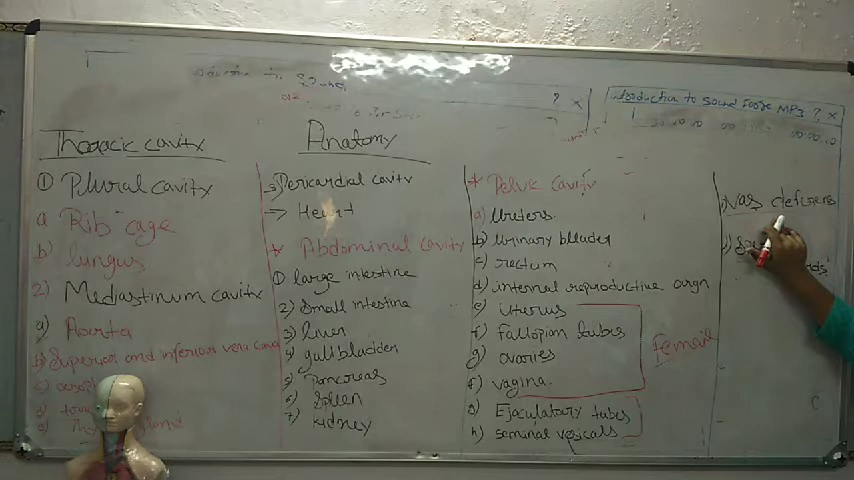 Introduction to Sound Forge MP3 ? x
Thoracic cavity
① Plural cavity
a Rib cage
b) lungus
2) Mediastinum cavity
a) Aorta
b) Superior and inferior vena cava
c)
d)
e)
Anatomy
→ Pericardial cavity
→ Heart
* Abdominal cavity
① large intestine
2) Small intestine
3) liver
4) gallbladder
5) Pancreas
6) Spleen
7) kidney
* Pelvic cavity
a) Ureters
b) Urinary bladder
c) rectum
d) internal reproductive orgn
e) Uterus
f) Fallopian tubes
g) ovaries
f) vagina
g) Ejaculatory tubes
h) seminal vesicals
Femail
i) vas deferens